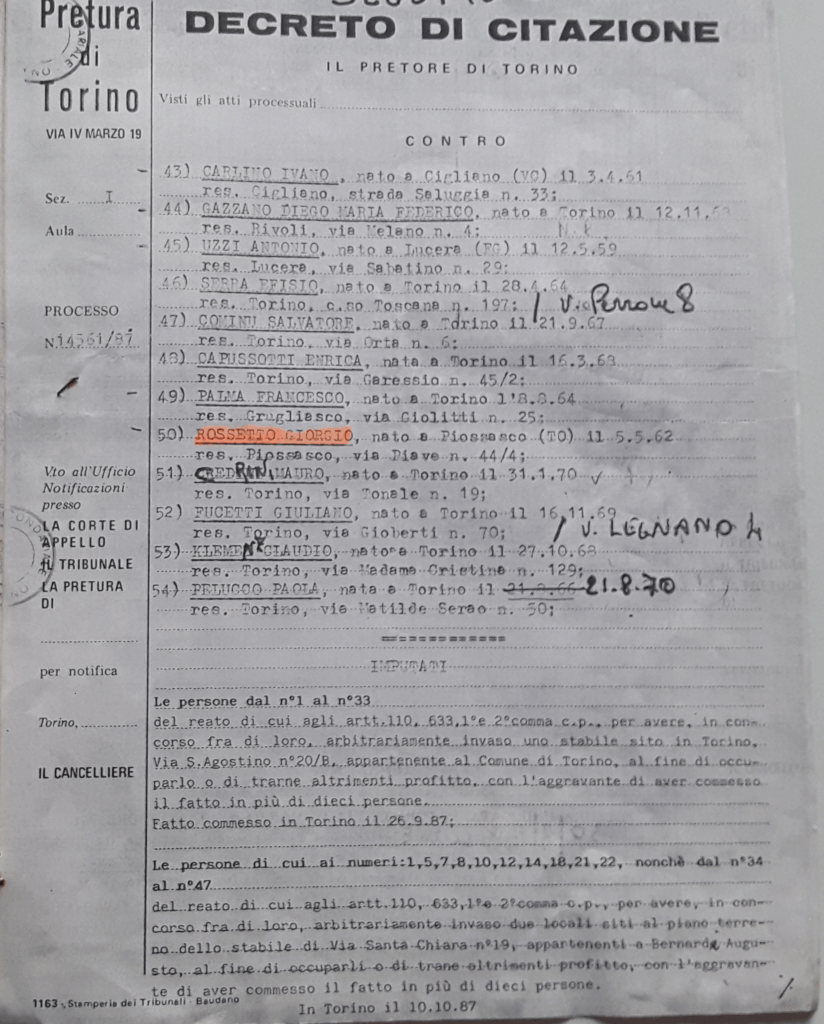 Pretura
di
Torino
VIA IV MARZO 19
Sez. I
Aula
PROCESSO
N.14561/87
Vto all'Ufficio
Notificazioni
presso
LA CORTE DI
APPELLO
IL TRIBUNALE
LA PRETURA
DI
per notifica
Torino,
IL CANCELLIERE
DECRETO DI CITAZIONE
IL PRETORE DI TORINO
Visti gli atti processuali
CONTRO
43) CARLINO IVANO, nato a Cigliano (VC) il 3.4.61
res. Cigliano, strada Saluggia n. 33;
44) GAZZANO DIEGO MARIA FEDERICO, nato a Torino il 12.11.
res. Rivoli, via Melano n. 4;
45) UZZI ANTONIO, nato a Lucera (FG) il 12.5.59
res. Lucera, via Sabatino n. 29;
46) SERRA EFISIO, nato a Torino il 28.4.64
res. Torino, c.so Toscana n. 197; / Via Perrone 8
47) COMINU SALVATORE, nato a Torino il 21.9.67
res. Torino, via Orta n. 6;
48) CAPUSSOTTI ENRICA, nata a Torino il 16.3.68
res. Torino, via Garessio n. 45/2;
49) PALMA FRANCESCO, nato a Torino l'8.8.64
res. Grugliasco, via Giolitti n. 25;
50) ROSSETTO GIORGIO, nato a Piossasco (TO) il 5.5.62
res. Piossasco, via Piave n. 44/4;
51) CREDRINI MAURO, nato a Torino il 31.1.70
res. Torino, via Tonale n. 19;
52) FUCETTI GIULIANO, nato a Torino il 16.11.69
res. Torino, via Gioberti n. 70; / V. LEGNANO 4
53) KLEMENE CLAUDIO, nato a Torino il 27.10.68
res. Torino, via Madama Cristina n. 129;
54) PELUCCO PAOLA, nata a Torino il 21.8.66 21.8.70
res. Torino, via Matilde Serao n. 50;
=============
IMPUTATI
Le persone dal n°1 al n°33
del reato di cui agli artt.110, 633,1°e 2°comma c.p., per avere, in con-
corso fra di loro, arbitrariamente invaso uno stabile sito in Torino,
Via S.Agostino n°20/B, appartenente al Comune di Torino, al fine di occu-
parlo o di trarne altrimenti profitto, con l'aggravante di aver commesso
il fatto in più di dieci persone.
Fatto commesso in Torino il 26.9.87;
Le persone di cui ai numeri:1,5,7,8,10,12,14,18,21,22, nonchè dal n°34
al n°47
del reato di cui agli artt.110, 633,1°e 2°comma c.p., per avere, in con-
corso fra di loro, arbitrariamente invaso due locali siti al piano terre-
no dello stabile di Via Santa Chiara n°19, appartenenti a Bernarda Augu-
sto, al fine di occuparli o di trane altrimenti profitto, con l'aggravan-
te di aver commesso il fatto in più di dieci persone.
In Torino il 10.10.87
1163 - Stamperia dei Tribunali - Baudano